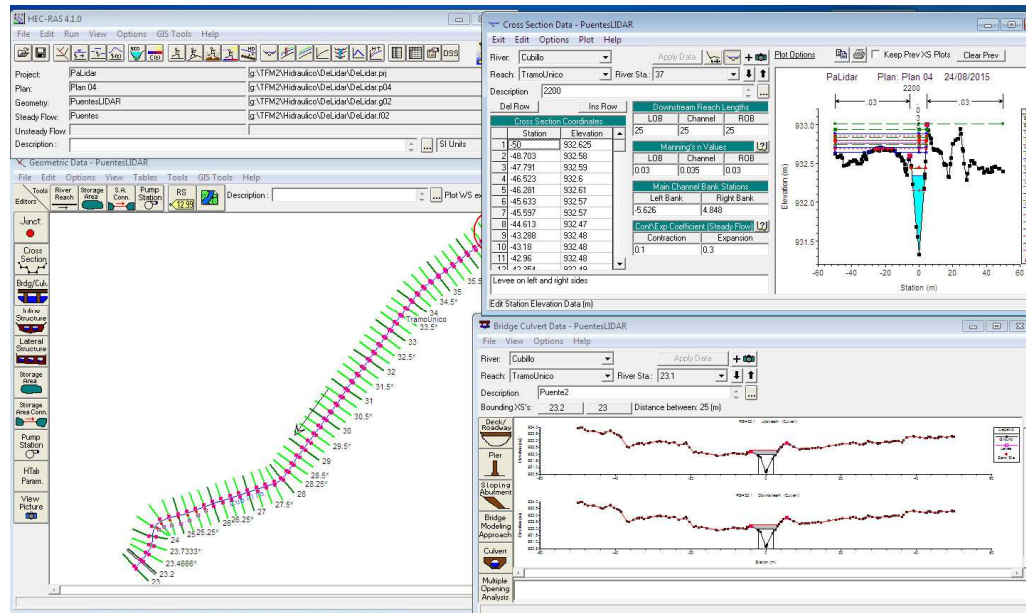 HEC-RAS 4.1.0
File Edit Run View Options GIS Tools Help
DSS
Project: PaLidar g:\TFM2\Hidraulico\DeLidar\DeLidar.prj
Plan: Plan 04 g:\TFM2\Hidraulico\DeLidar\DeLidar.p04
Geometry: PuentesLIDAR g:\TFM2\Hidraulico\DeLidar\DeLidar.g02
Steady Flow: Puentes g:\TFM2\Hidraulico\DeLidar\DeLidar.f02
Unsteady Flow:
Description : ... SI Units
Geometric Data - PuentesLIDAR
File Edit Options View Tables Tools GIS Tools Help
Tools River Storage S.A. Pump RS
Editors Reach Area Conn. Station 12.99 Description : ... Plot WS ex
Junct.
Cross
Section
Brdg/Culv
Inline
Structure
Lateral
Structure
Storage
Area
Storage
Area Conn.
Pump
Station
HTab
Param.
View
Picture
35.5*
35
34.5*
34
TramoUnico
33.5*
33
32.5*
32
31.5*
31
30.5*
30
29.5*
29
28.5*
28.25*
28
27.5*
27
26.25*
26
25.25*
25
24
23.7333*
23.4666*
23.2
23
Cross Section Data - PuentesLIDAR
Exit Edit Options Plot Help
River: Cubillo Apply Data
Reach: TramoUnico River Sta.: 37
Description 2200 ...
Del Row Ins Row
Cross Section Coordinates
Station Elevation
1 -50 932.625
2 -48.703 932.58
3 -47.791 932.59
4 -46.523 932.6
5 -46.281 932.61
6 -45.633 932.57
7 -45.597 932.57
8 -44.613 932.47
9 -43.288 932.48
10 -43.18 932.48
11 -42.96 932.48
12 -42.354 932.49
Downstream Reach Lengths
LOB Channel ROB
25 25 25
Manning's n Values
LOB Channel ROB
0.03 0.035 0.03
Main Channel Bank Stations
Left Bank Right Bank
-5.626 4.848
Cont\Exp Coefficient (Steady Flow)
Contraction Expansion
0.1 0.3
Levee on left and right sides
Edit Station Elevation Data (m)
Plot Options Keep Prev XS Plots Clear Prev
PaLidar Plan: Plan 04 24/08/2015
2200
.03 .03
933.0
932.5
932.0
931.5
Elevation (m)
-60 -40 -20 0 20 40 60
Station (m)
Bridge Culvert Data - PuentesLIDAR
File View Options Help
River: Cubillo Apply Data
Reach: TramoUnico River Sta.: 23.1
Description Puente2 ...
Bounding XS's: 23.2 23 Distance between: 25 (m)
Deck/
Roadway
Pier
Sloping
Abutment
Bridge
Modeling
Approach
Culvert
Multiple
Opening
Analysis